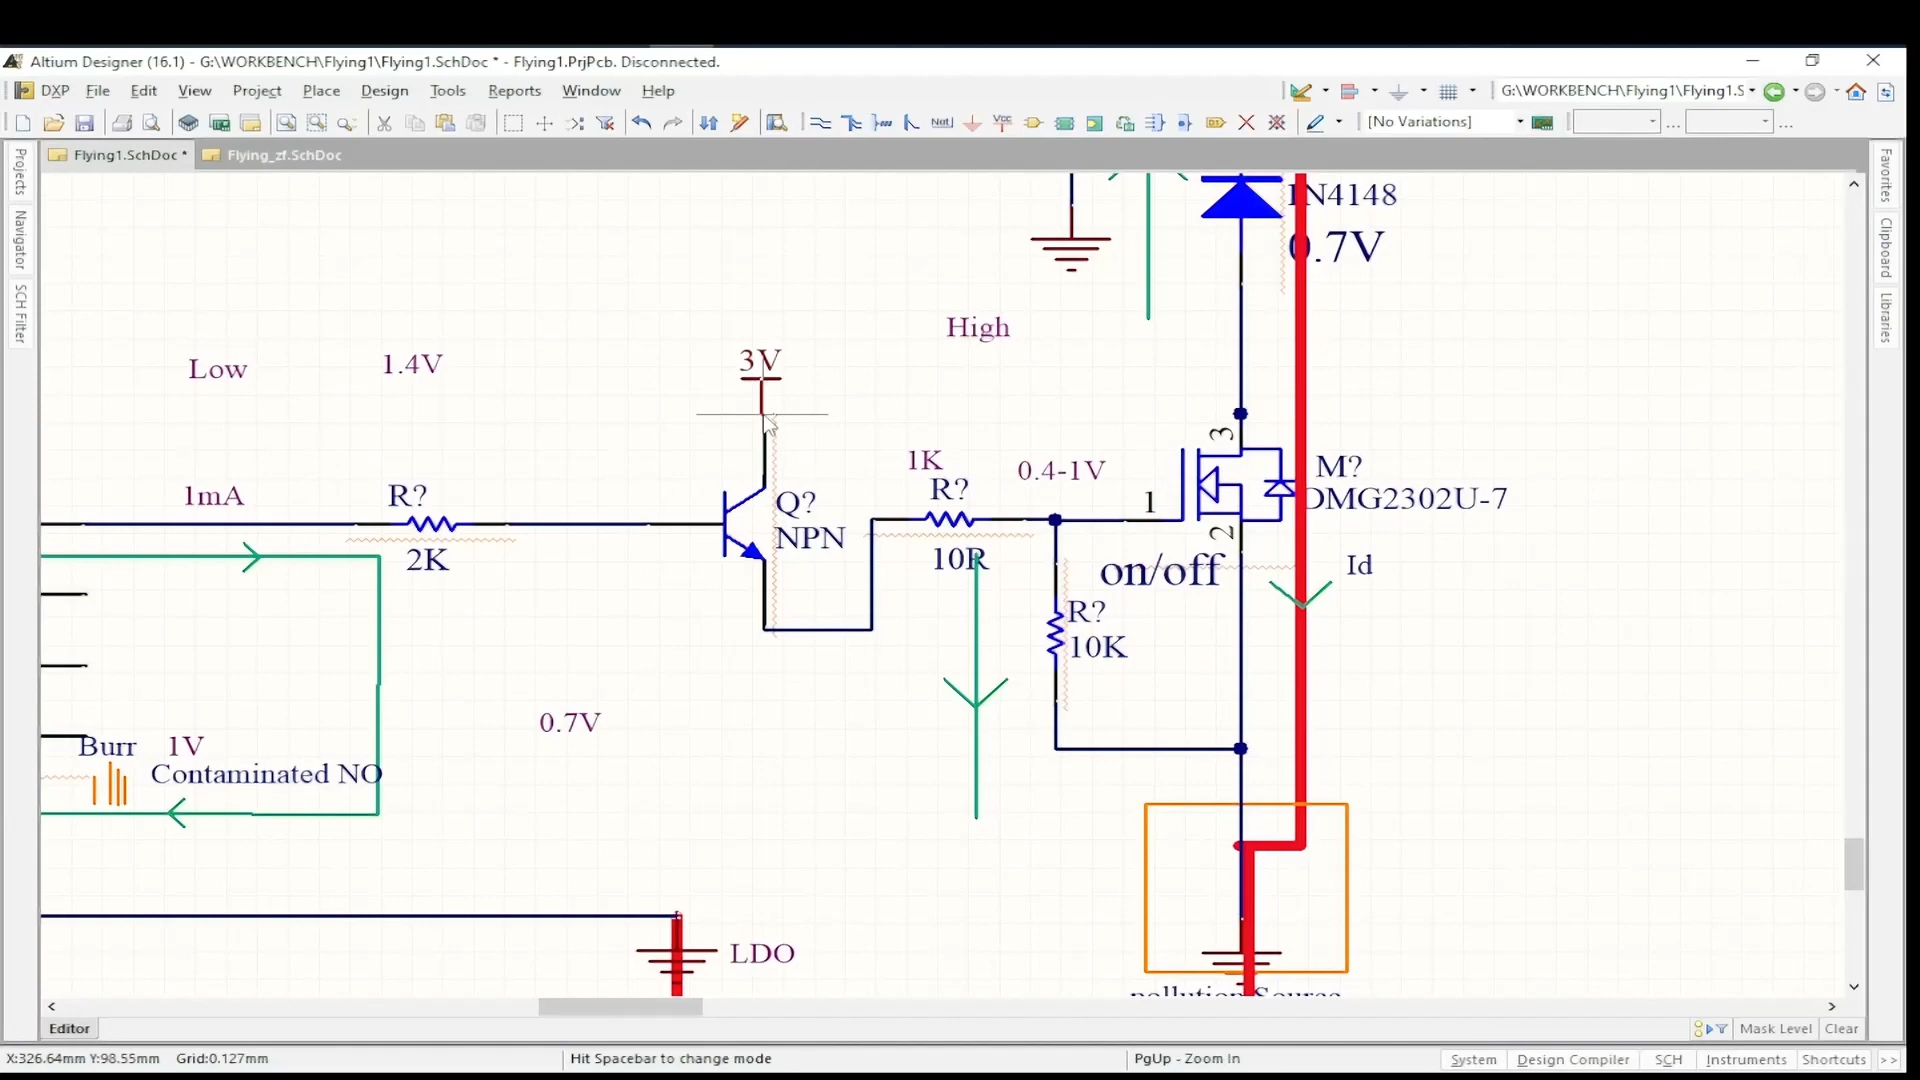 Altium Designer (16.1) - G:\WORKBENCH\Flying1\Flying1.SchDoc * - Flying1.PrjPcb. Disconnected.
DXP File Edit View Project Place Design Tools Reports Window Help
G:\WORKBENCH\Flying1\Flying1.S
[No Variations]
Flying1.SchDoc * Flying_zf.SchDoc
Projects
Navigator
SCH Filter
Favorites
Clipboard
Libraries
1N4148
0.7V
High
Low
1.4V
3V
1mA
R?
2K
Q?
NPN
1K
R?
10R
0.4-1V
1
3
2
M?
DMG2302U-7
on/off
Id
R?
10K
0.7V
Burr
1V
Contaminated NO
LDO
pollution Source
Editor
Mask Level Clear
X:326.64mm Y:98.55mm Grid:0.127mm
Hit Spacebar to change mode
PgUp - Zoom In
System Design Compiler SCH Instruments Shortcuts >>